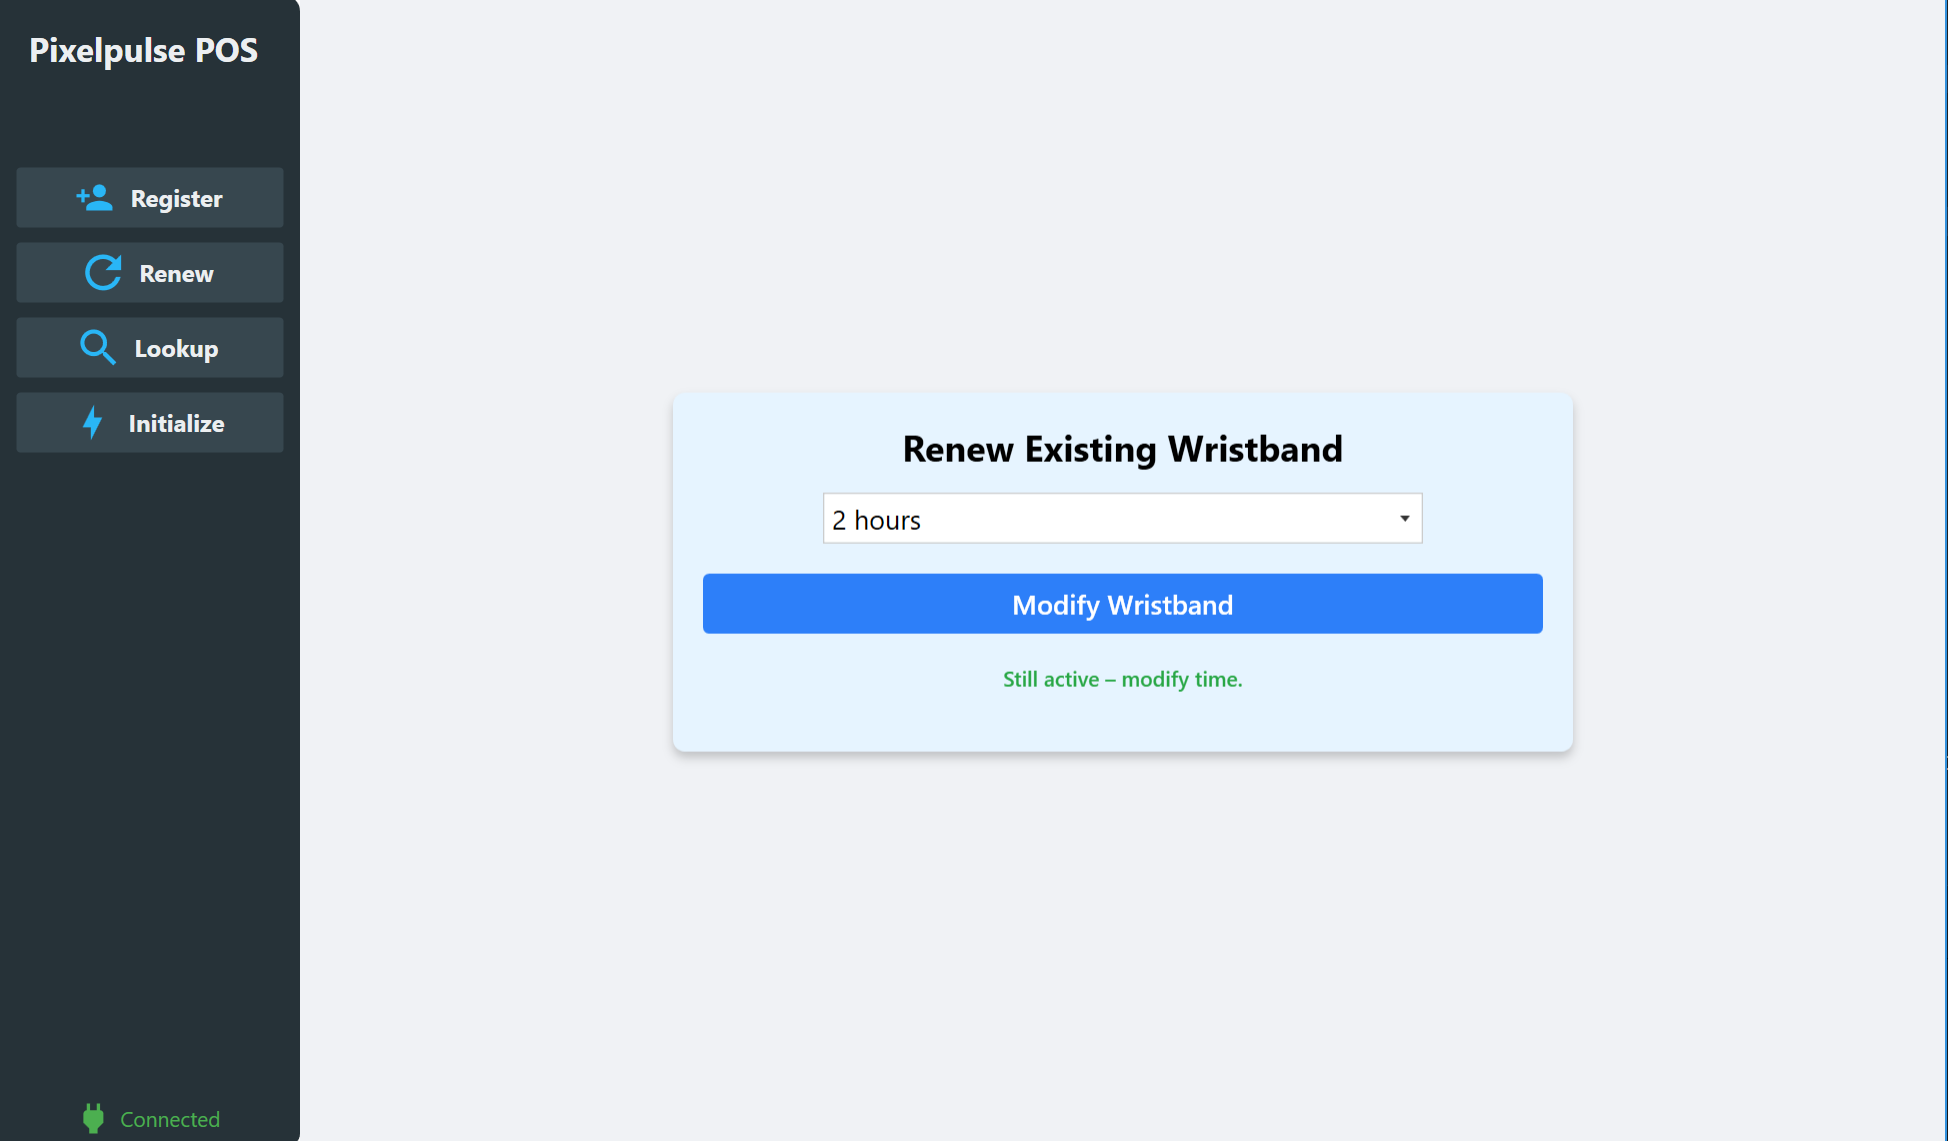 Pixelpulse POS
Register
Renew
Lookup
Initialize
Connected
Renew Existing Wristband
2 hours
Modify Wristband
Still active – modify time.